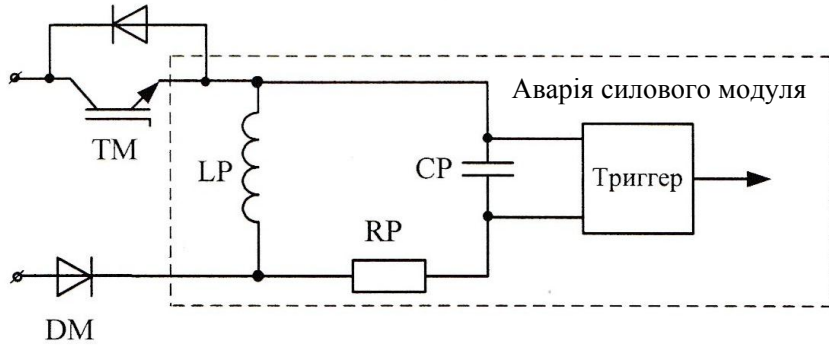 Аварія силового модуля
TM
LP
CP
Триггер
RP
DM